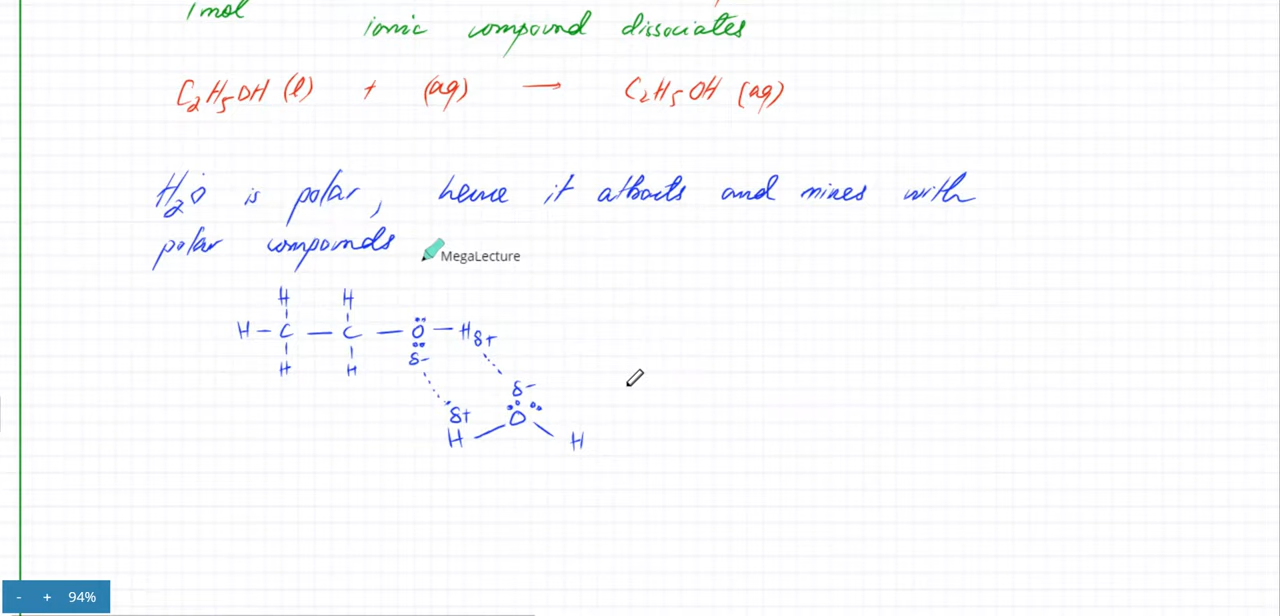 1mol ionic compound dissociates
C2H5OH (l) + (aq) → C2H5OH (aq)
H2O is polar, hence it attracts and mixes with
polar compounds
MegaLecture
H H
H - C - C - O - H δ+
H H δ-
δ-
δ+ O
H H
- + 94%